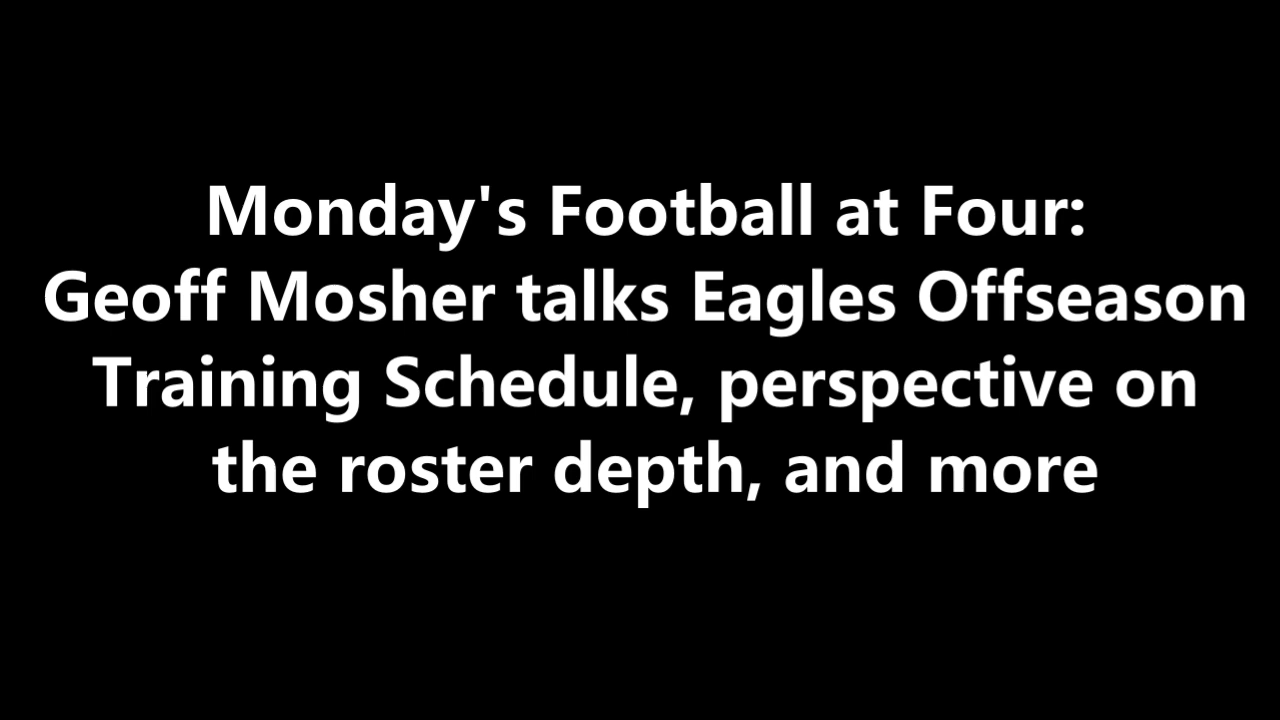 Monday's Football at Four:
Geoff Mosher talks Eagles Offseason
Training Schedule, perspective on
the roster depth, and more